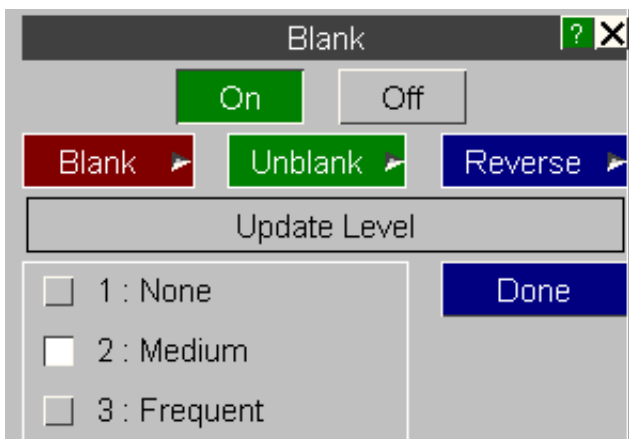 Blank ? X
On Off
Blank Unblank Reverse
Update Level
1 : None Done
2 : Medium
3 : Frequent